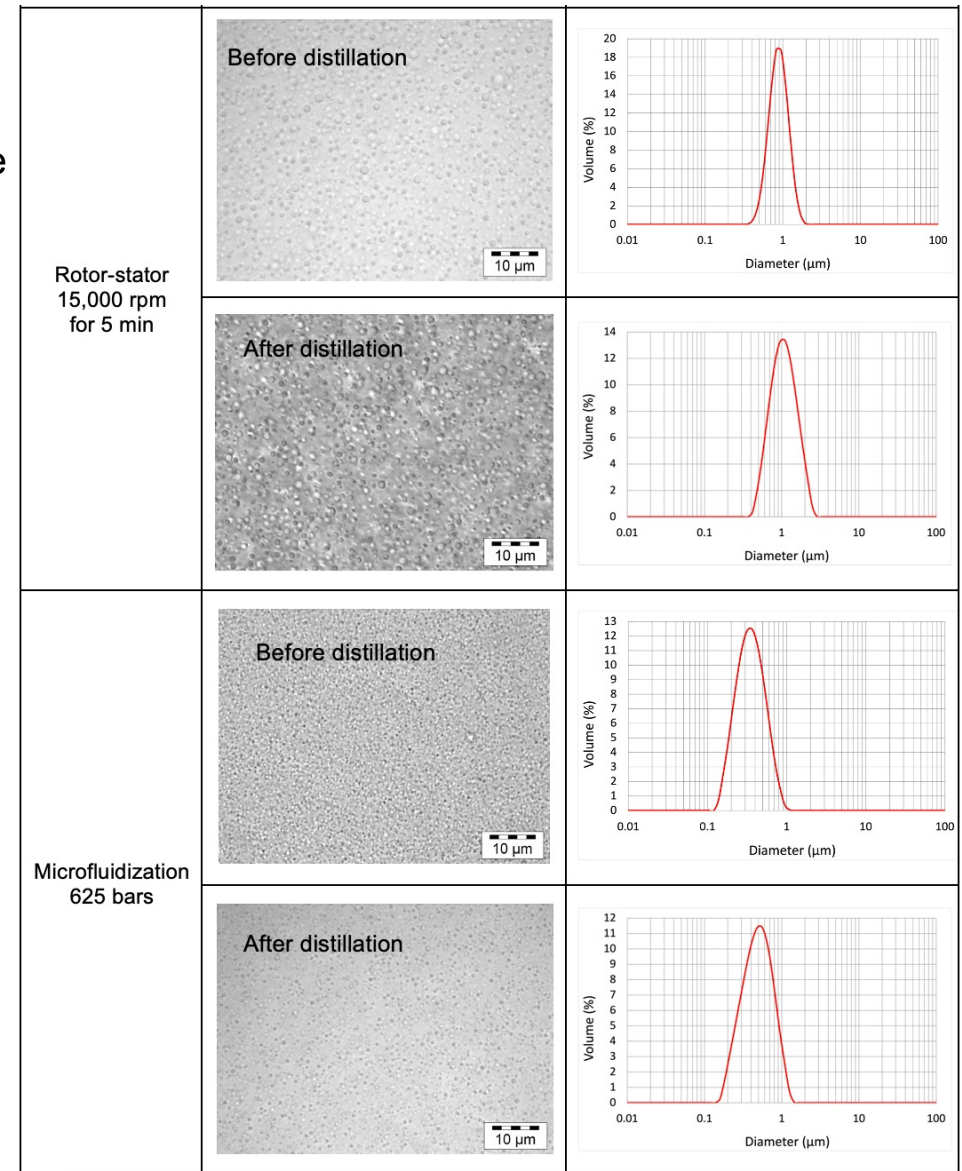 e
Rotor-stator
15,000 rpm
for 5 min
Before distillation
10 µm
20
18
16
14
12
10
8
6
4
2
0
Volume (%)
0.01 0.1 1 10 100
Diameter (µm)
After distillation
10 µm
14
12
10
8
6
4
2
0
Volume (%)
0.01 0.1 1 10 100
Diameter (µm)
Microfluidization
625 bars
Before distillation
10 µm
13
12
11
10
9
8
7
6
5
4
3
2
1
0
Volume (%)
0.01 0.1 1 10 100
Diameter (µm)
After distillation
10 µm
12
11
10
9
8
7
6
5
4
3
2
1
0
Volume (%)
0.01 0.1 1 10 100
Diameter (µm)